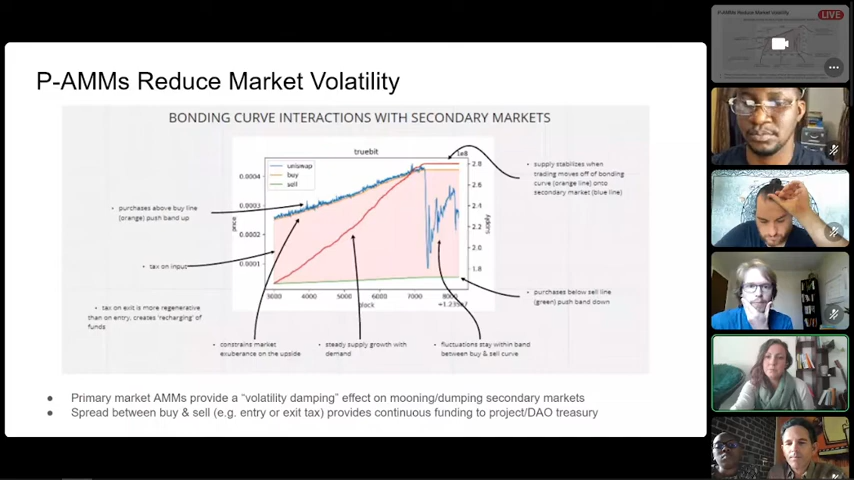 P-AMMs Reduce Market Volatility
LIVE
P-AMMs Reduce Market Volatility
BONDING CURVE INTERACTIONS WITH SECONDARY MARKETS
truebit
1e8
uniswap
buy
sell
0.0004
0.0003
0.0002
0.0001
price
2.8
2.6
2.4
2.2
2.0
1.8
supply
3000
4000
5000
6000
7000
8000
block
• supply stabilizes when
trading moves off of bonding
curve (orange line) onto
secondary market (blue line)
• purchases above buy line
(orange) push band up
• tax on input
• purchases below sell line
(green) push band down
• tax on exit is more regenerative
than on entry, creates 'recharging' of
funds
• constrains market
exuberance on the upside
• steady supply growth with
demand
• fluctuations stay within band
between buy & sell curve
● Primary market AMMs provide a “volatility damping” effect on mooning/dumping secondary markets
● Spread between buy & sell (e.g. entry or exit tax) provides continuous funding to project/DAO treasury